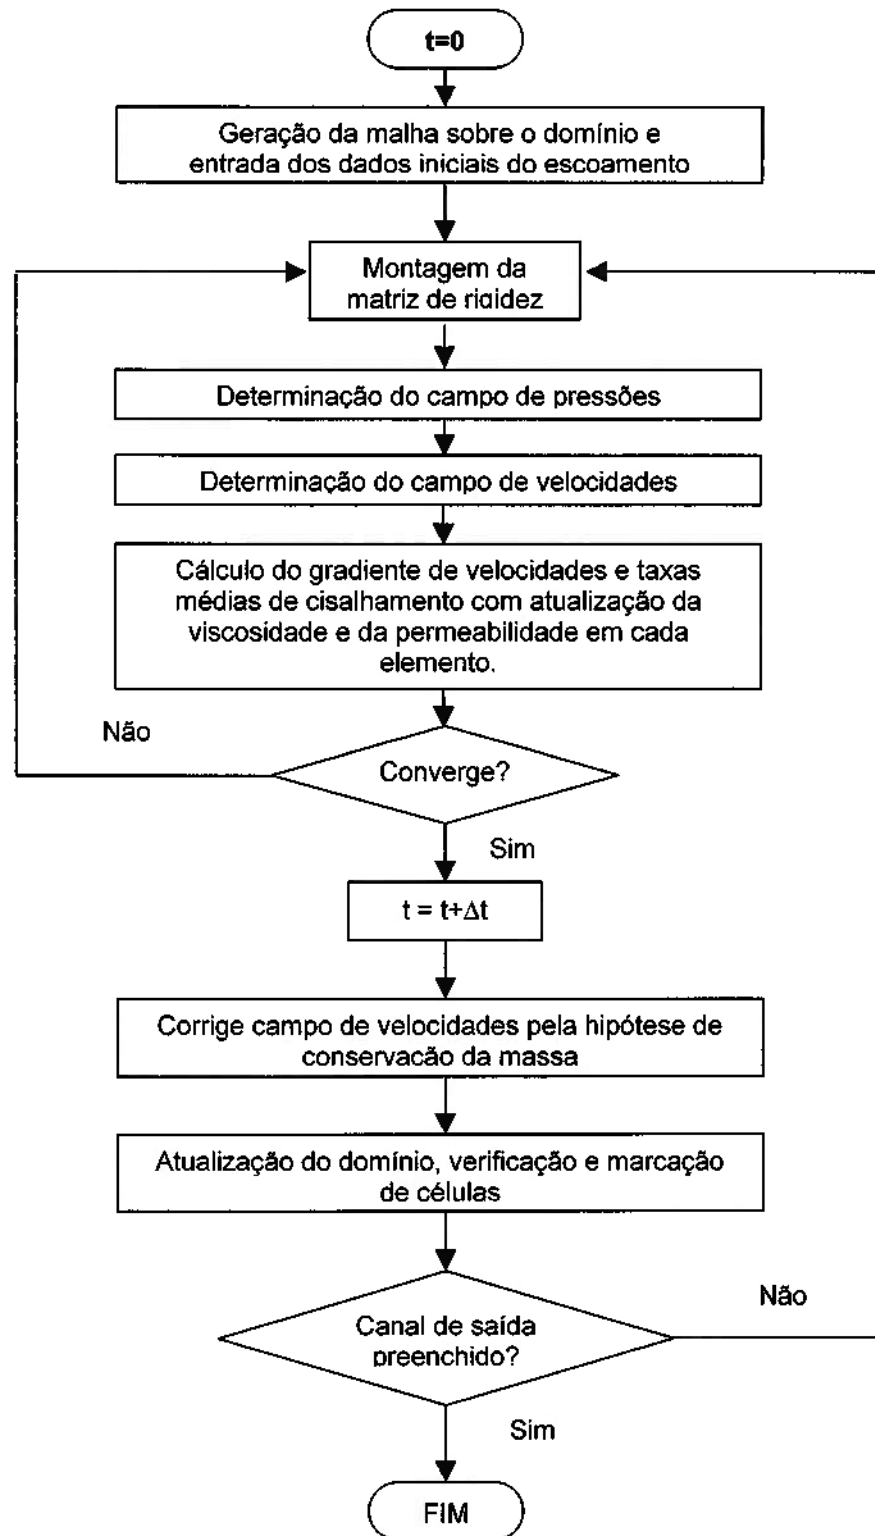 t=0
Geração da malha sobre o domínio e
entrada dos dados iniciais do escoamento
Montagem da
matriz de rigidez
Determinação do campo de pressões
Determinação do campo de velocidades
Cálculo do gradiente de velocidades e taxas
médias de cisalhamento com atualização da
viscosidade e da permeabilidade em cada
elemento.
Não
Converge?
Sim
t = t+Δt
Corrige campo de velocidades pela hipótese de
conservação da massa
Atualização do domínio, verificação e marcação
de células
Não
Canal de saída
preenchido?
Sim
FIM